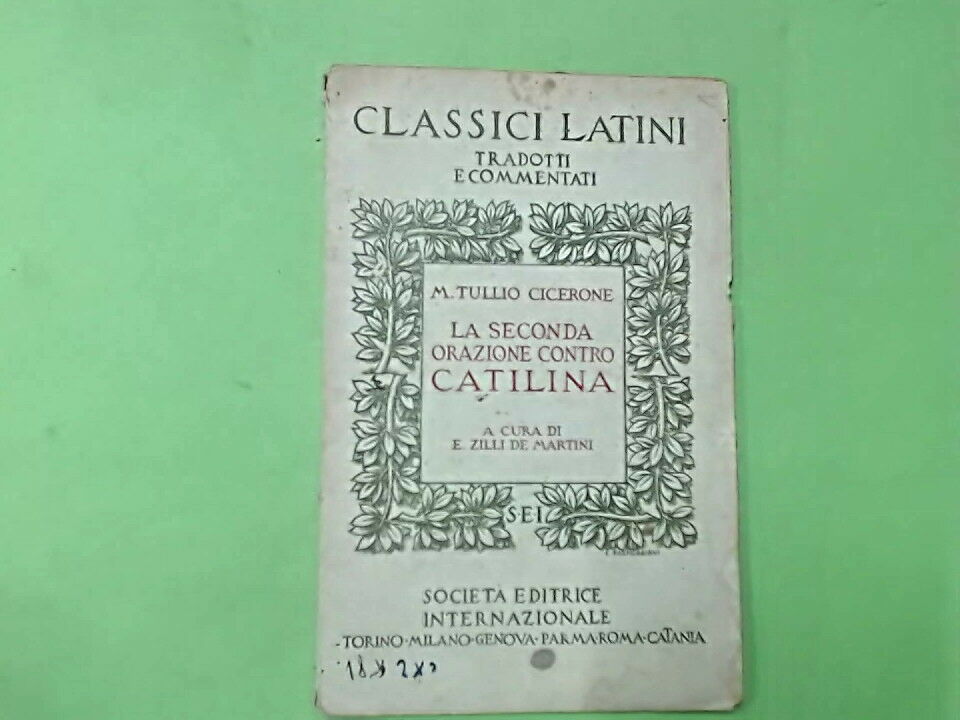 CLASSICI LATINI
TRADOTTI
E COMMENTATI
M. TULLIO CICERONE
LA SECONDA
ORAZIONE CONTRO
CATILINA
A CURA DI
E. ZILLI DE MARTINI
SEI
SOCIETÀ EDITRICE
INTERNAZIONALE
TORINO·MILANO·GENOVA·PARMA·ROMA·CATANIA